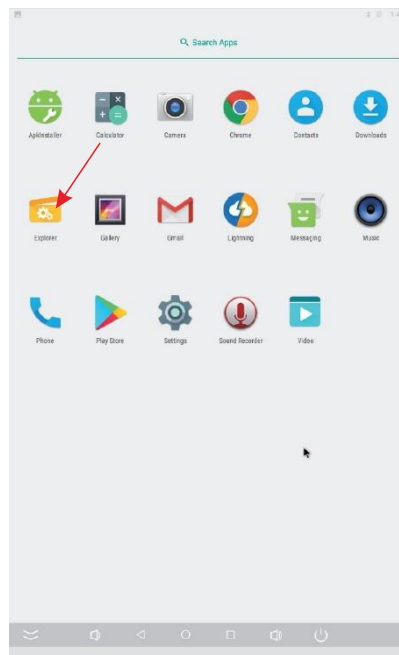 Search Apps
ApkInstaller Calculator Camera Chrome Contacts Downloads
Explorer Gallery Gmail Lightning Messaging Music
Phone Play Store Settings Sound Recorder Video